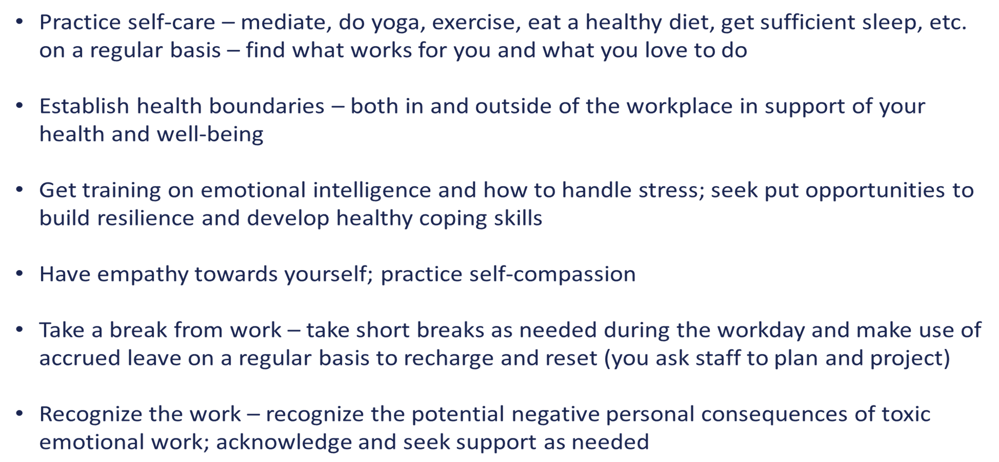 • Practice self-care – mediate, do yoga, exercise, eat a healthy diet, get sufficient sleep, etc.
on a regular basis – find what works for you and what you love to do
• Establish health boundaries – both in and outside of the workplace in support of your
health and well-being
• Get training on emotional intelligence and how to handle stress; seek put opportunities to
build resilience and develop healthy coping skills
• Have empathy towards yourself; practice self-compassion
• Take a break from work – take short breaks as needed during the workday and make use of
accrued leave on a regular basis to recharge and reset (you ask staff to plan and project)
• Recognize the work – recognize the potential negative personal consequences of toxic
emotional work; acknowledge and seek support as needed